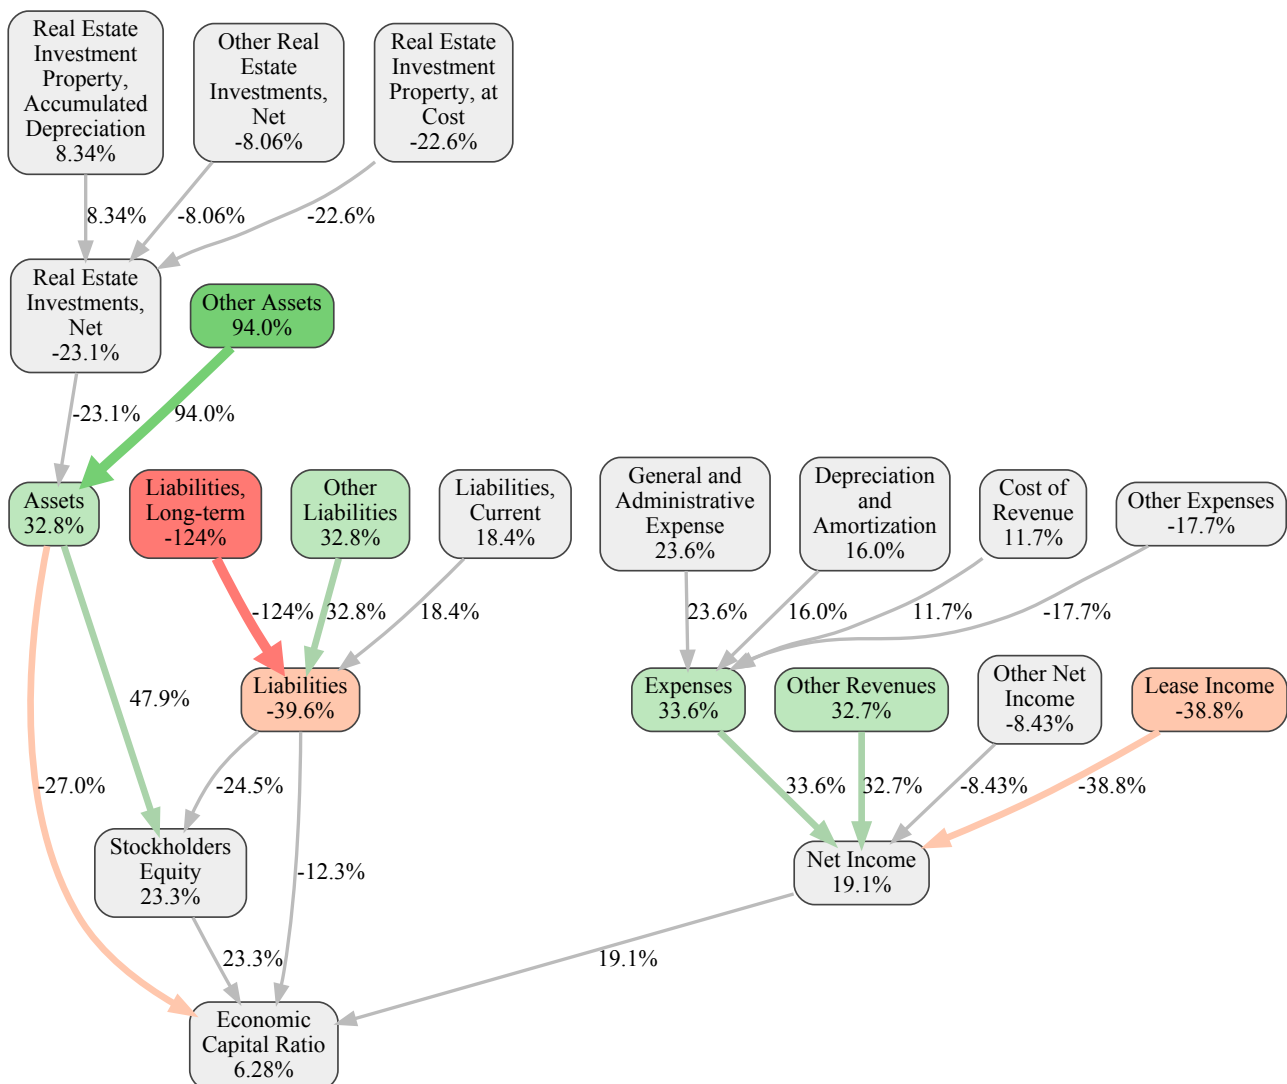 Real Estate
Investment
Property,
Accumulated
Depreciation
8.34%
Other Real
Estate
Investments,
Net
-8.06%
Real Estate
Investment
Property, at
Cost
-22.6%
8.34%
-8.06%
-22.6%
Real Estate
Investments,
Net
-23.1%
Other Assets
94.0%
-23.1%
94.0%
Assets
32.8%
Liabilities,
Long-term
-124%
Other
Liabilities
32.8%
Liabilities,
Current
18.4%
General and
Administrative
Expense
23.6%
Depreciation
and
Amortization
16.0%
Cost of
Revenue
11.7%
Other Expenses
-17.7%
-124%
32.8%
18.4%
23.6%
16.0%
11.7%
-17.7%
Liabilities
-39.6%
Expenses
33.6%
Other Revenues
32.7%
Other Net
Income
-8.43%
Lease Income
-38.8%
47.9%
-27.0%
-24.5%
-12.3%
33.6%
32.7%
-8.43%
-38.8%
Stockholders
Equity
23.3%
Net Income
19.1%
23.3%
19.1%
Economic
Capital Ratio
6.28%